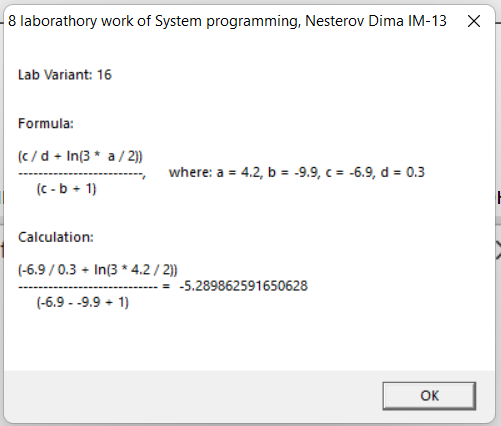 8 laborathory work of System programming, Nesterov Dima IM-13
Lab Variant: 16
Formula:
(c / d + ln(3 *  a / 2))
-------------------------,      where: a = 4.2, b = -9.9, c = -6.9, d = 0.3
(c - b + 1)
Calculation:
(-6.9 / 0.3 + ln(3 * 4.2 / 2))
---------------------------- =  -5.289862591650628
(-6.9 - -9.9 + 1)
OK